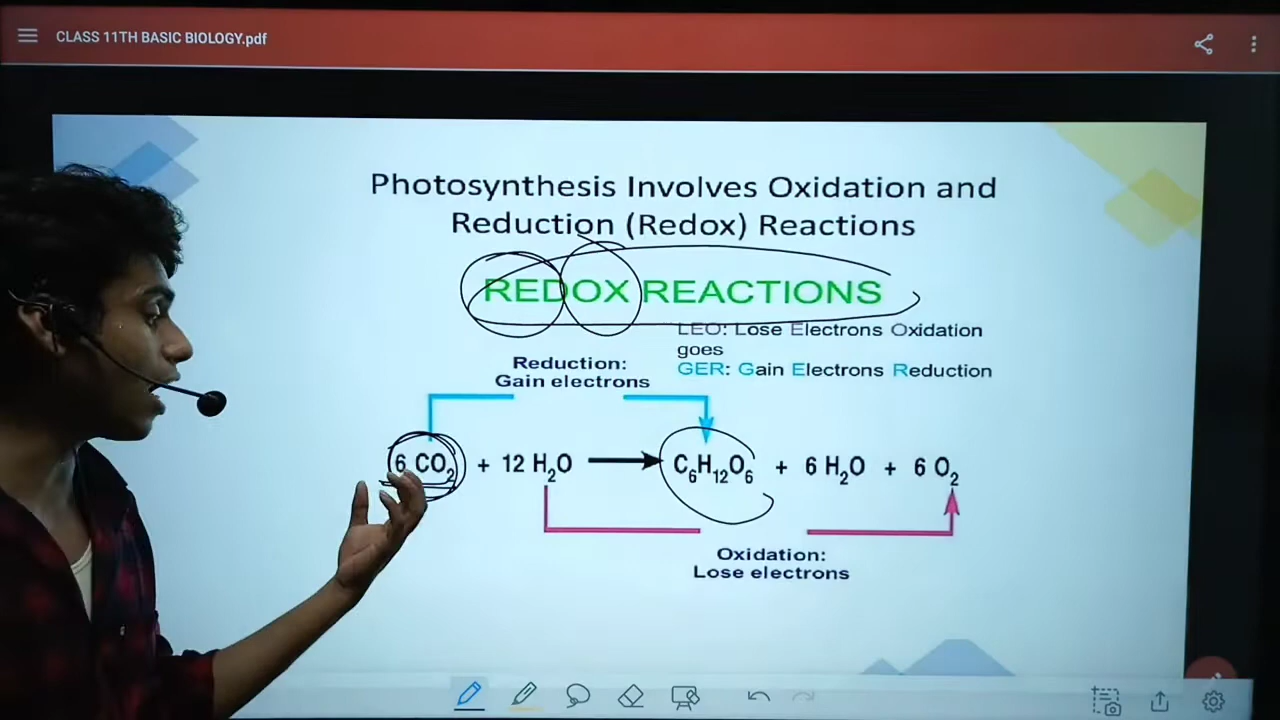 CLASS 11TH BASIC BIOLOGY.pdf
Photosynthesis Involves Oxidation and
Reduction (Redox) Reactions
REDOX REACTIONS
LEO: Lose Electrons Oxidation
goes
GER: Gain Electrons Reduction
Reduction:
Gain electrons
6 CO₂ + 12 H₂O → C₆H₁₂O₆ + 6 H₂O + 6 O₂
Oxidation:
Lose electrons